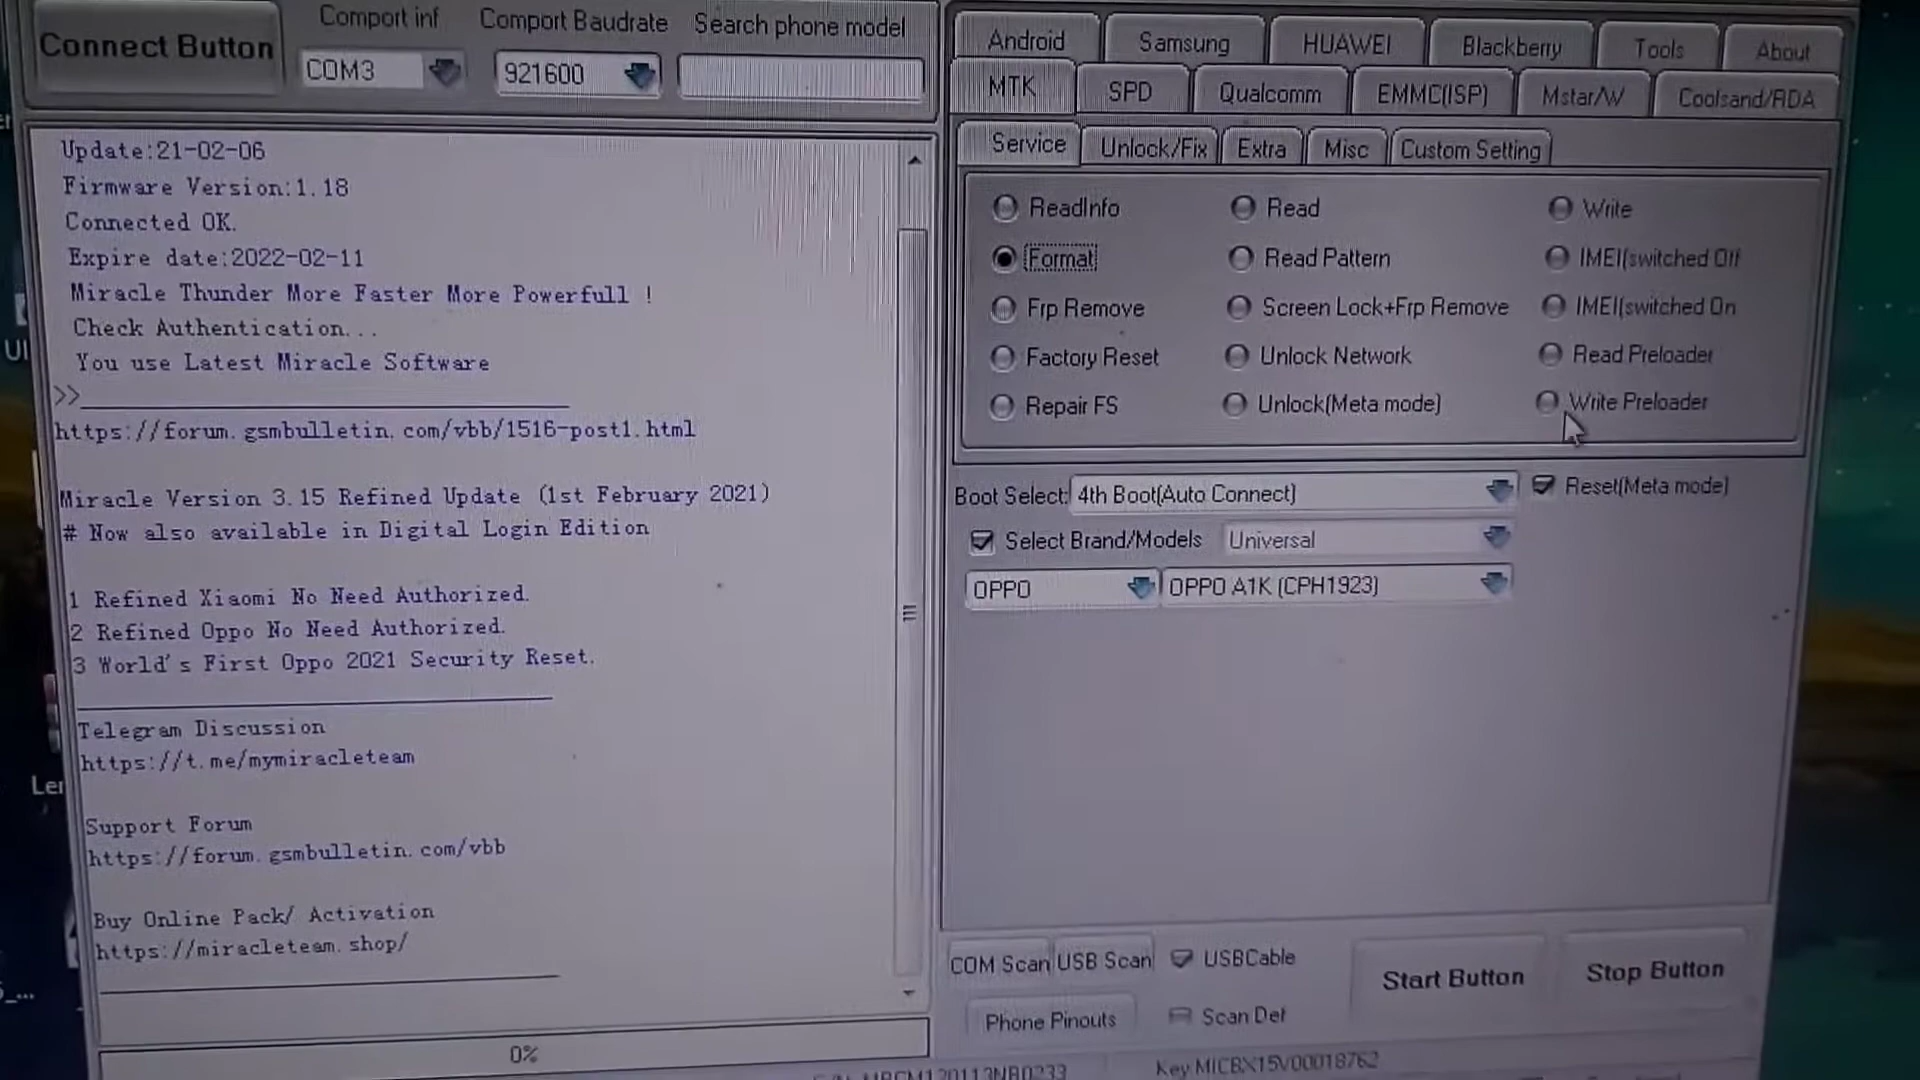 Connect Button
Comport inf
COM3
Comport Baudrate
921600
Search phone model
Update:21-02-06
Firmware Version:1.18
Connected OK.
Expire date:2022-02-11
Miracle Thunder More Faster More Powerfull !
Check Authentication...
You use Latest Miracle Software
>>
https://forum.gsmbulletin.com/vbb/1516-post1.html
Miracle Version 3.15 Refined Update (1st February 2021)
# Now also available in Digital Login Edition
1 Refined Xiaomi No Need Authorized.
2 Refined Oppo No Need Authorized.
3 World's First Oppo 2021 Security Reset.
Telegram Discussion
https://t.me/mymiracleteam
Support Forum
https://forum.gsmbulletin.com/vbb
Buy Online Pack/ Activation
https://miracleteam.shop/
0%
Android
Samsung
HUAWEI
Blackberry
Tools
About
MTK
SPD
Qualcomm
EMMC(ISP)
Mstar/W
Coolsand/RDA
Service
Unlock/Fix
Extra
Misc
Custom Setting
ReadInfo
Read
Write
Format
Read Pattern
IMEI(switched Off
Frp Remove
Screen Lock+Frp Remove
IMEI(switched On
Factory Reset
Unlock Network
Read Preloader
Repair FS
Unlock(Meta mode)
Write Preloader
Boot Select:
4th Boot(Auto Connect)
Reset(Meta mode)
Select Brand/Models
Universal
OPPO
OPPO A1K (CPH1923)
COM Scan
USB Scan
USBCable
Start Button
Stop Button
Phone Pinouts
Scan Det
Key MICBX15V00018762